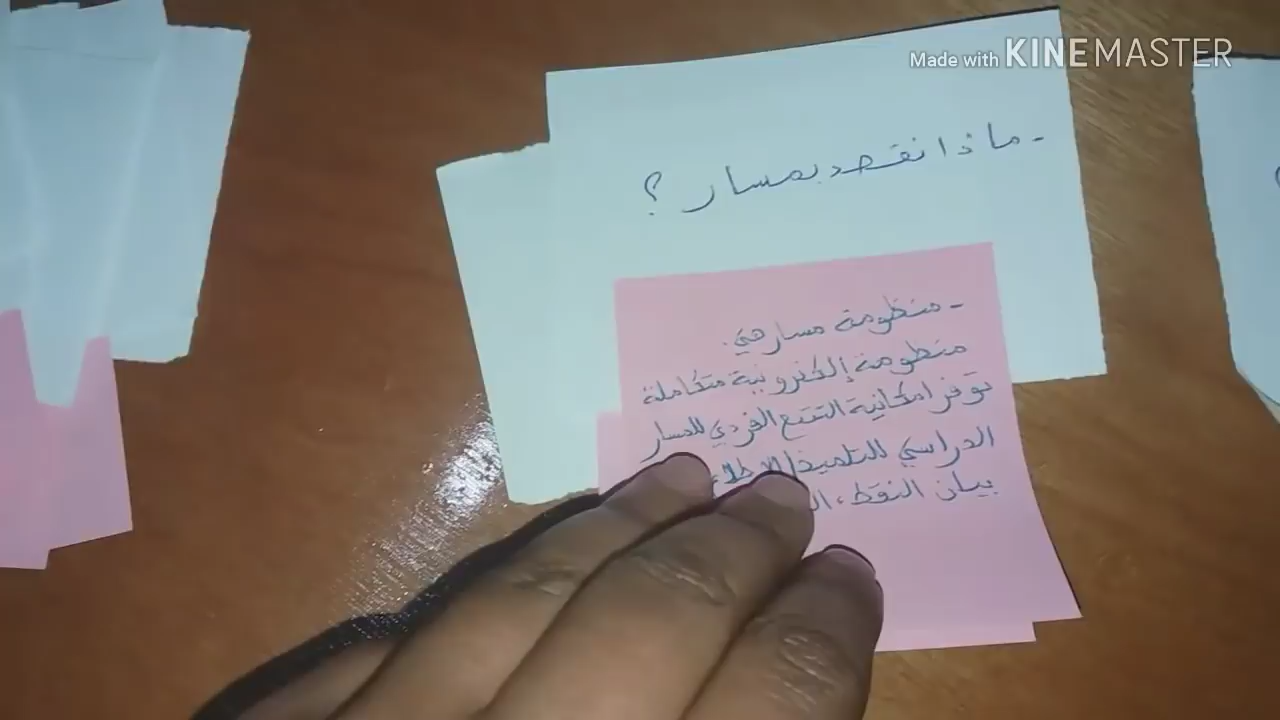 Made with KINEMASTER
- ماذا نقصد بمسار ؟
- منظومة مسار هي:
منظومة إلكترونية متكاملة
توفر امكانية التتبع الفردي للمسار
الدراسي للتلميذ
بيان النقط،